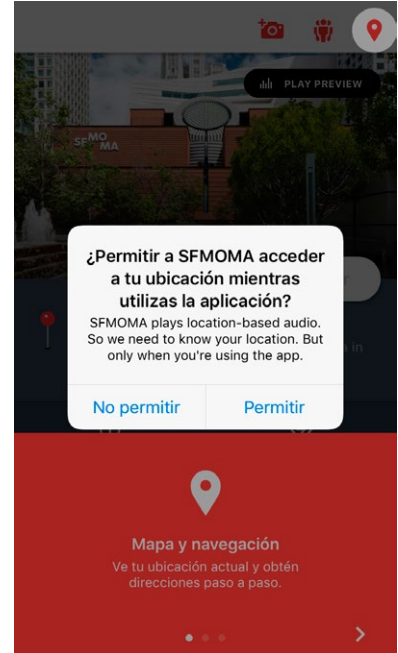 PLAY PREVIEW
SFMO
MA
¿Permitir a SFMOMA acceder
a tu ubicación mientras
utilizas la aplicación?
SFMOMA plays location-based audio.
So we need to know your location. But
only when you're using the app.
in
No permitir
Permitir
Mapa y navegación
Ve tu ubicación actual y obtén
direcciones paso a paso.